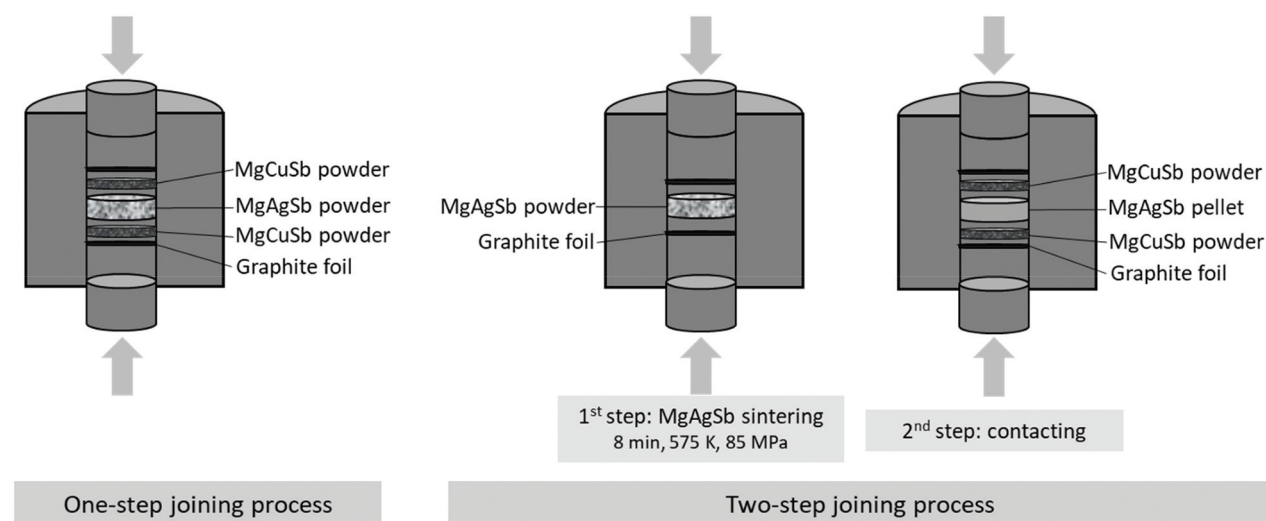 MgCuSb powder
MgAgSb powder
MgCuSb powder
Graphite foil
One-step joining process
MgAgSb powder
Graphite foil
1st step: MgAgSb sintering
8 min, 575 K, 85 MPa
MgCuSb powder
MgAgSb pellet
MgCuSb powder
Graphite foil
2nd step: contacting
Two-step joining process